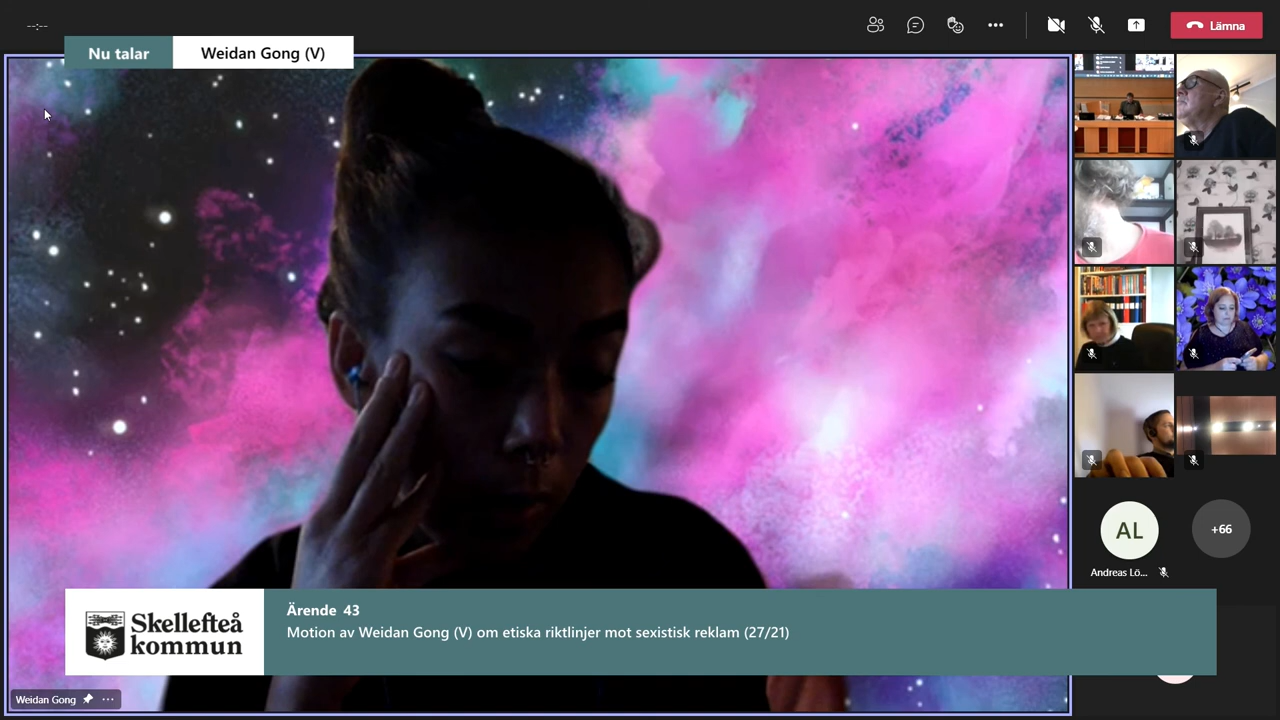 --:--
Lämna
Nu talar
Weidan Gong (V)
AL
+66
Andreas Lö...
Skellefteå
kommun
Ärende 43
Motion av Weidan Gong (V) om etiska riktlinjer mot sexistisk reklam (27/21)
Weidan Gong